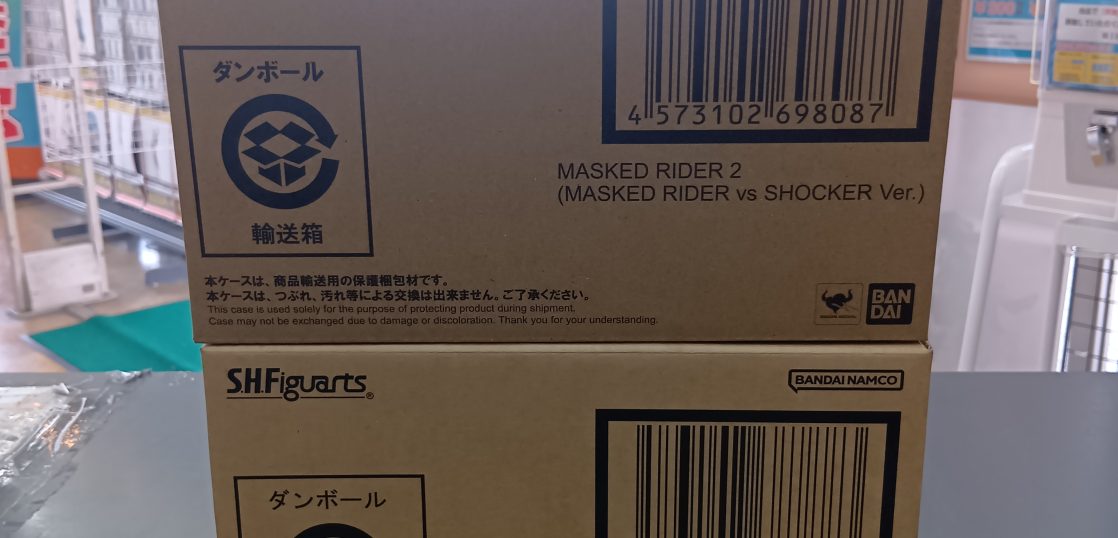 ダンボール
輸送箱
4 573102 698087
MASKED RIDER 2
(MASKED RIDER vs SHOCKER Ver.)
本ケースは、商品輸送用の保護梱包材です。
本ケースは、つぶれ、汚れ等による交換は出来ません。ご了承ください。
This case is used solely for the purpose of protecting product during shipment.
Case may not be exchanged due to damage or discoloration. Thank you for your understanding.
BAN
DAI
S.H.Figuarts®
BANDAI NAMCO
ダンボール